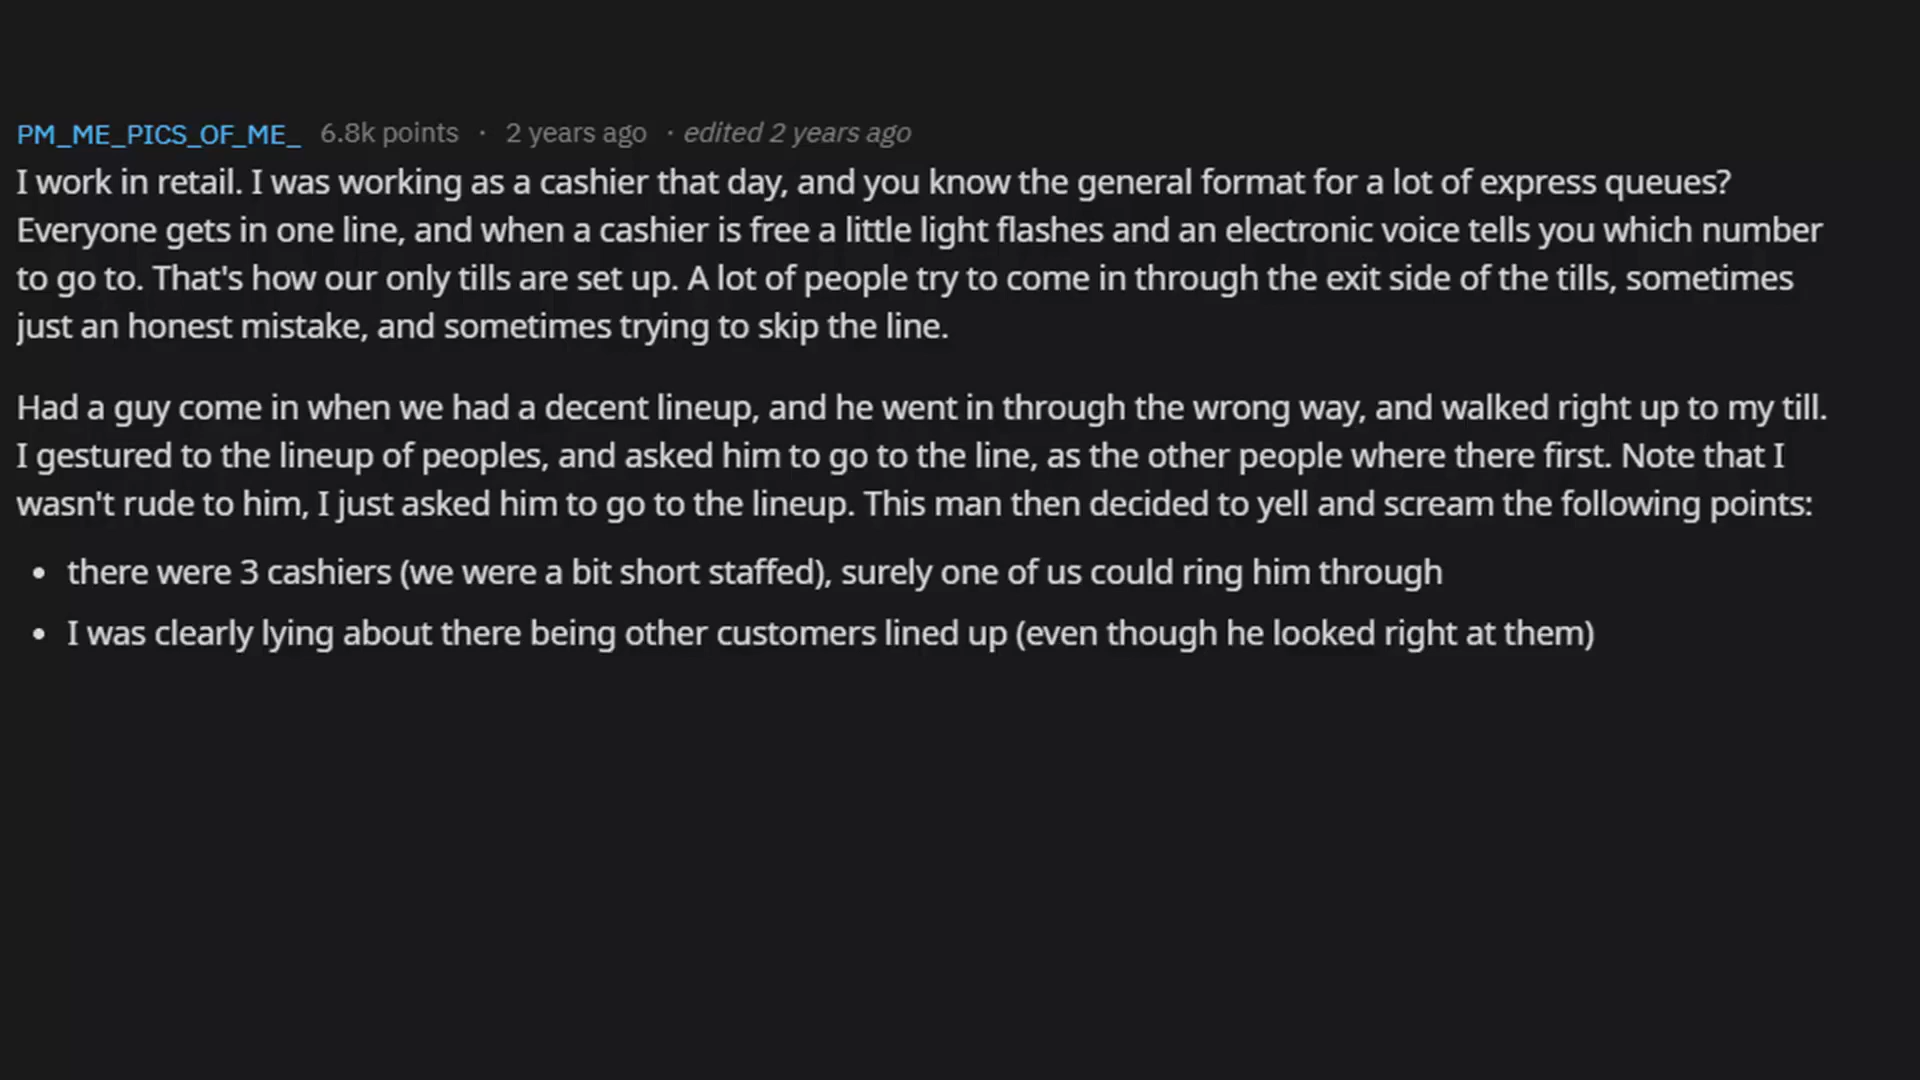 PM_ME_PICS_OF_ME_ 6.8k points · 2 years ago · edited 2 years ago
I work in retail. I was working as a cashier that day, and you know the general format for a lot of express queues?
Everyone gets in one line, and when a cashier is free a little light flashes and an electronic voice tells you which number
to go to. That's how our only tills are set up. A lot of people try to come in through the exit side of the tills, sometimes
just an honest mistake, and sometimes trying to skip the line.
Had a guy come in when we had a decent lineup, and he went in through the wrong way, and walked right up to my till.
I gestured to the lineup of peoples, and asked him to go to the line, as the other people where there first. Note that I
wasn't rude to him, I just asked him to go to the lineup. This man then decided to yell and scream the following points:
• there were 3 cashiers (we were a bit short staffed), surely one of us could ring him through
• I was clearly lying about there being other customers lined up (even though he looked right at them)